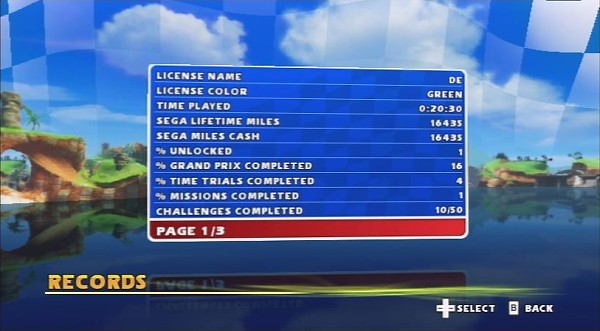 LICENSE NAME DE
LICENSE COLOR GREEN
TIME PLAYED 0:20:30
SEGA LIFETIME MILES 16435
SEGA MILES CASH 16435
% UNLOCKED 1
% GRAND PRIX COMPLETED 16
% TIME TRIALS COMPLETED 4
% MISSIONS COMPLETED 1
CHALLENGES COMPLETED 10/50
PAGE 1/3
RECORDS
SELECT B BACK